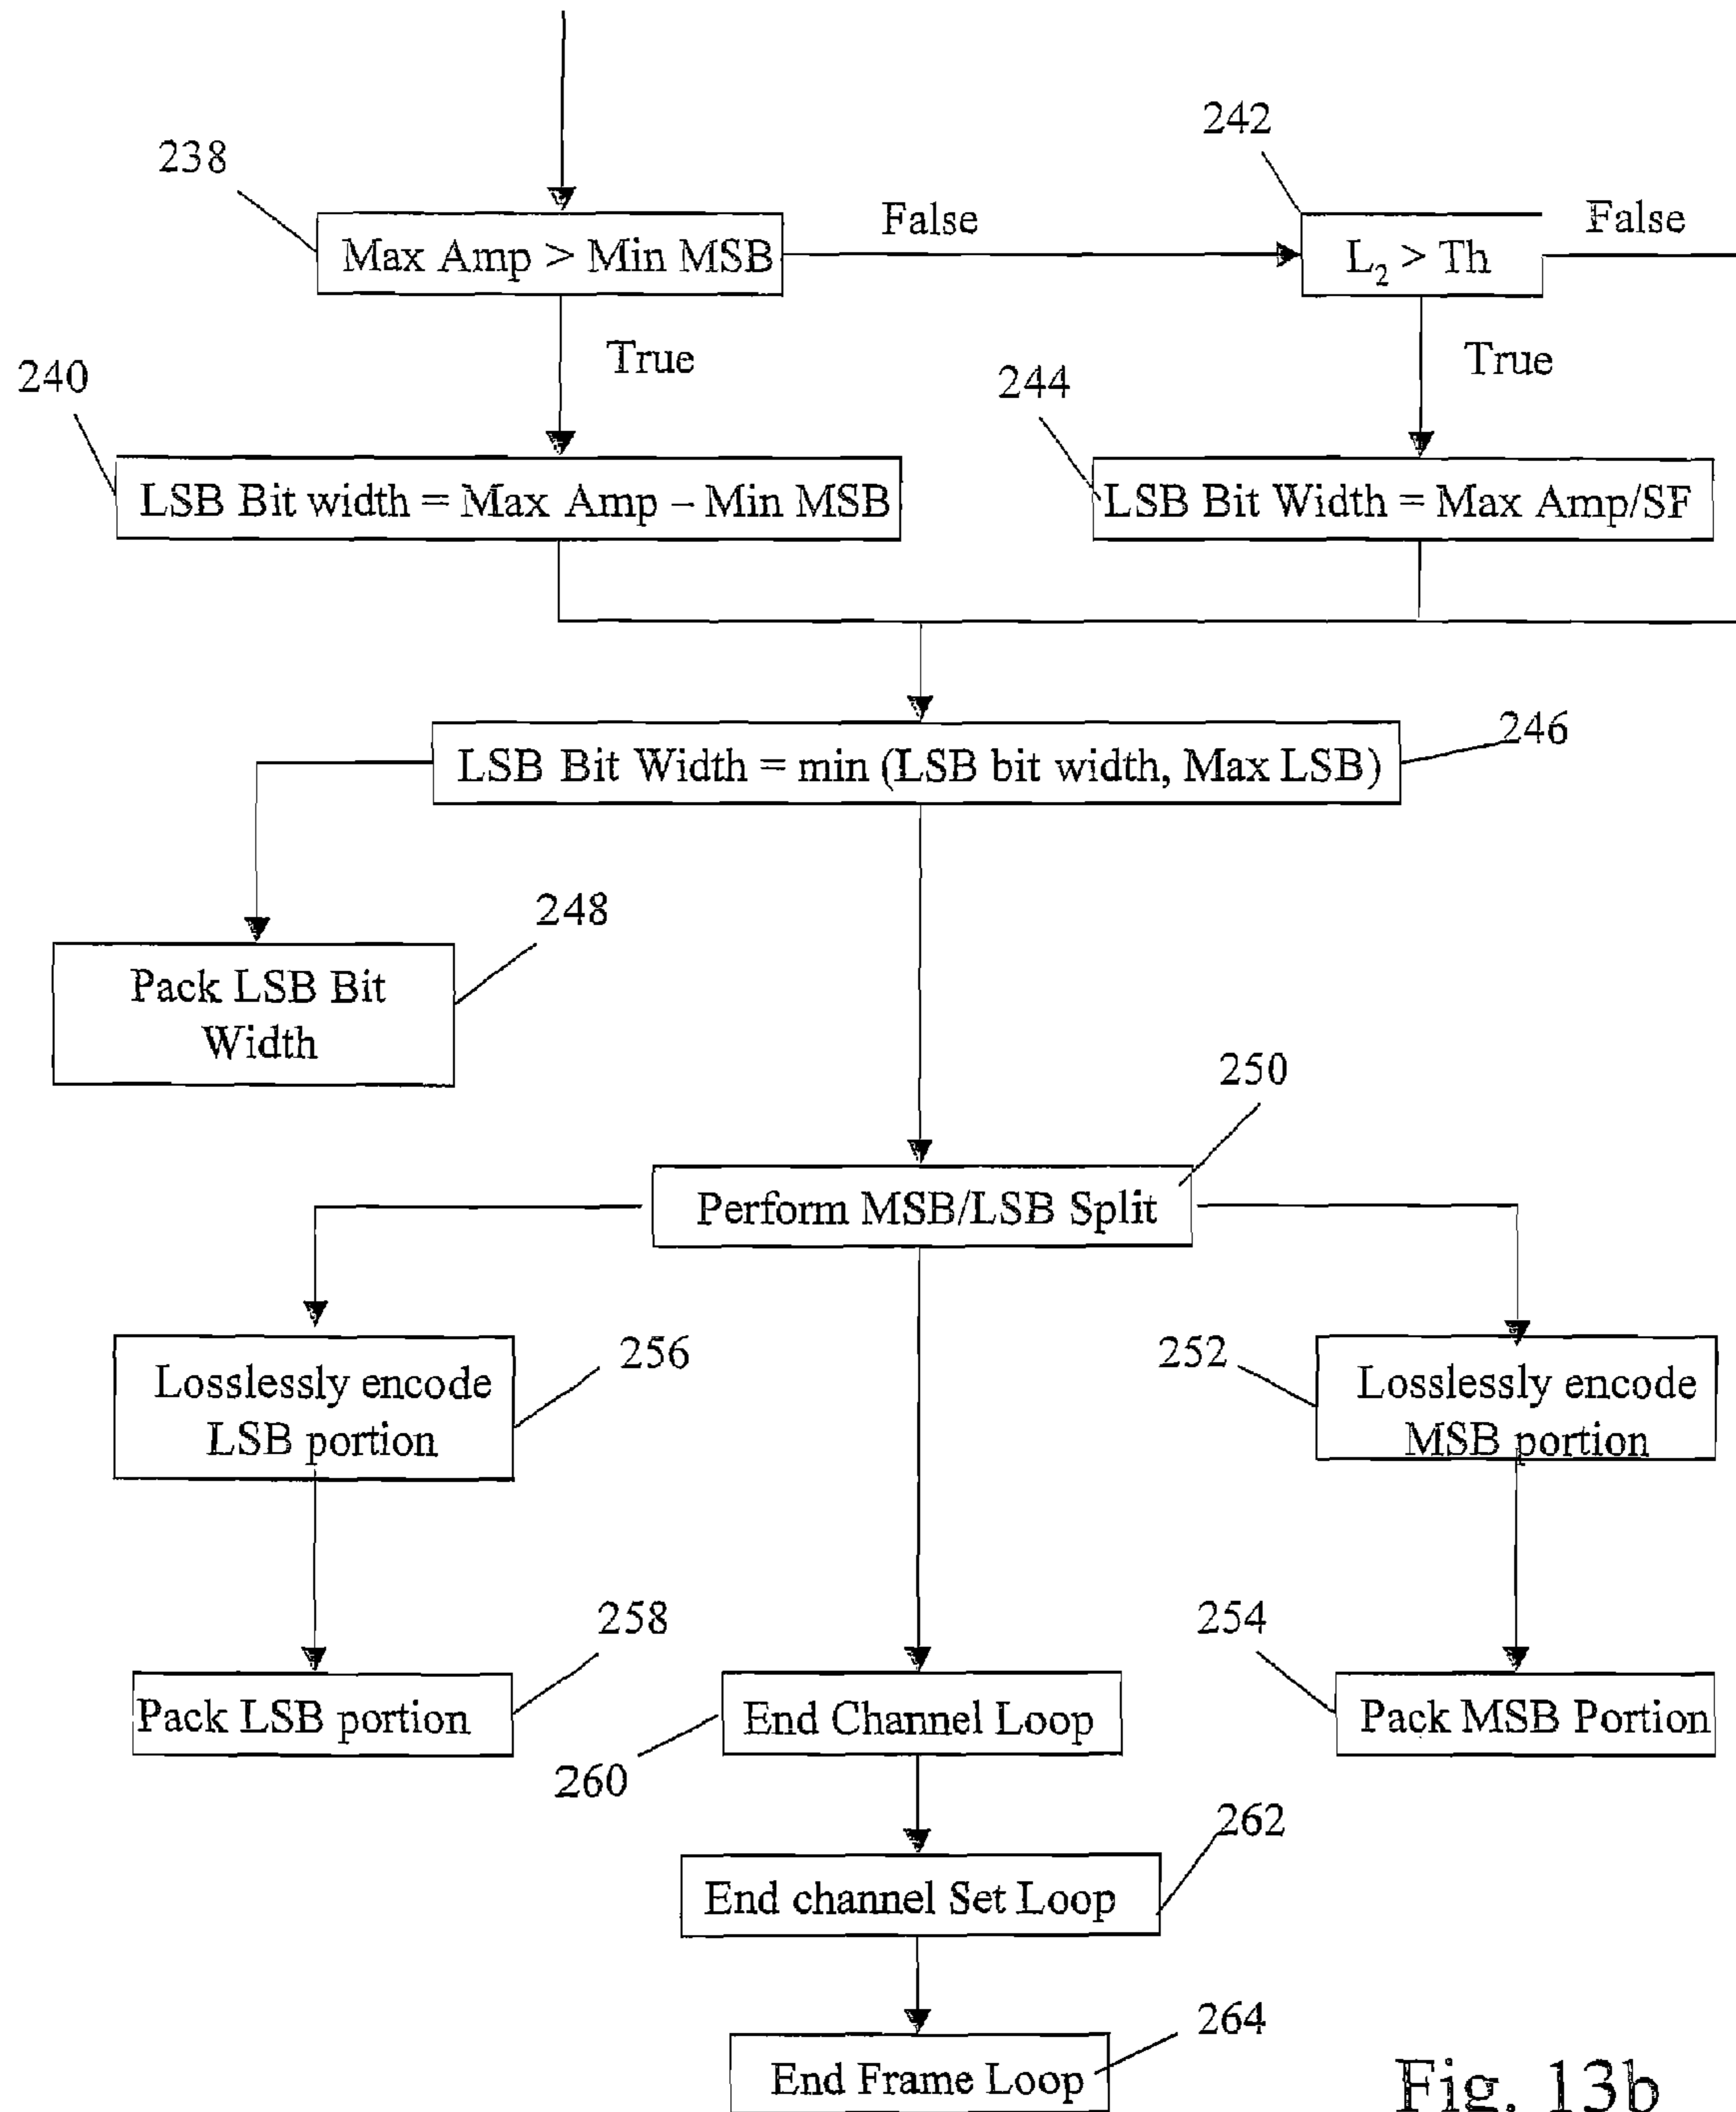 242
238
False
False
Max Amp > Min MSB
L₂ > Th
True
True
240
244
LSB Bit width = Max Amp – Min MSB
LSB Bit Width = Max Amp/SF
246
LSB Bit Width = min (LSB bit width, Max LSB)
248
Pack LSB Bit
Width
250
Perform MSB/LSB Split
256
252
Losslessly encode
LSB portion
Losslessly encode
MSB portion
258
254
Pack LSB portion
End Channel Loop
Pack MSB Portion
260
262
End channel Set Loop
264
End Frame Loop
Fig. 13b